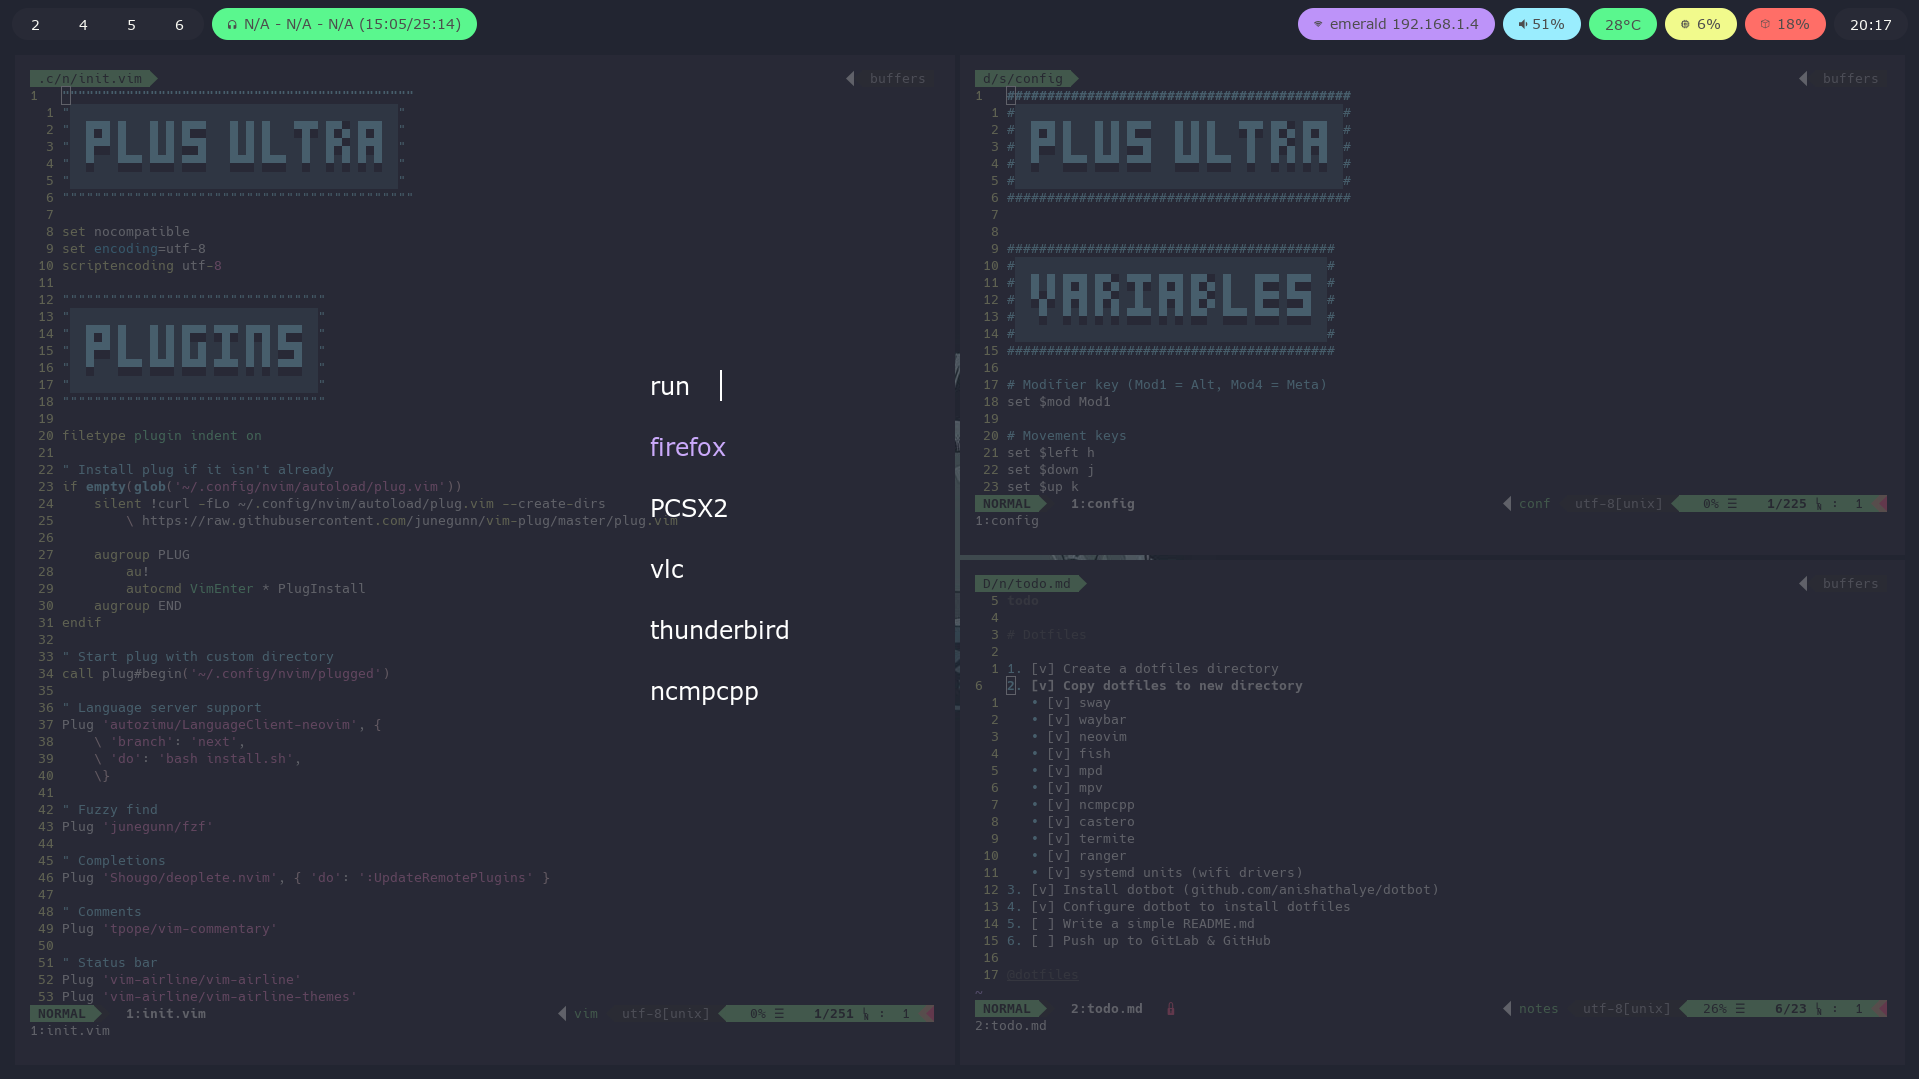 2 4 5 6 N/A - N/A - N/A (15:05/25:14) emerald 192.168.1.4 51% 28°C 6% 18% 20:17
.c/n/init.vim buffers
1 """"""""""""""""""""""""""""""""""""""""""""
1 " "
2 " PLUS ULTRA "
3 " "
4 " "
5 " "
6 """"""""""""""""""""""""""""""""""""""""""""
7
8 set nocompatible
9 set encoding=utf-8
10 scriptencoding utf-8
11
12 """""""""""""""""""""""""""""""""
13 " "
14 " PLUGINS "
15 " "
16 " "
17 " "
18 """""""""""""""""""""""""""""""""
19
20 filetype plugin indent on
21
22 " Install plug if it isn't already
23 if empty(glob('~/.config/nvim/autoload/plug.vim'))
24 silent !curl -fLo ~/.config/nvim/autoload/plug.vim --create-dirs
25 \ https://raw.githubusercontent.com/junegunn/vim-plug/master/plug.vim
26
27 augroup PLUG
28 au!
29 autocmd VimEnter * PlugInstall
30 augroup END
31 endif
32
33 " Start plug with custom directory
34 call plug#begin('~/.config/nvim/plugged')
35
36 " Language server support
37 Plug 'autozimu/LanguageClient-neovim', {
38 \ 'branch': 'next',
39 \ 'do': 'bash install.sh',
40 \}
41
42 " Fuzzy find
43 Plug 'junegunn/fzf'
44
45 " Completions
46 Plug 'Shougo/deoplete.nvim', { 'do': ':UpdateRemotePlugins' }
47
48 " Comments
49 Plug 'tpope/vim-commentary'
50
51 " Status bar
52 Plug 'vim-airline/vim-airline'
53 Plug 'vim-airline/vim-airline-themes'
NORMAL 1:init.vim vim utf-8[unix] 0% ☰ 1/251 ㏑ : 1
1:init.vim
run
firefox
PCSX2
vlc
thunderbird
ncmpcpp
d/s/config buffers
1 ###########################################
1 # #
2 # PLUS ULTRA #
3 # #
4 # #
5 # #
6 ###########################################
7
8
9 #########################################
10 # #
11 # VARIABLES #
12 # #
13 # #
14 # #
15 #########################################
16
17 # Modifier key (Mod1 = Alt, Mod4 = Meta)
18 set $mod Mod1
19
20 # Movement keys
21 set $left h
22 set $down j
23 set $up k
NORMAL 1:config conf utf-8[unix] 0% ☰ 1/225 ㏑ : 1
1:config
D/n/todo.md buffers
5 todo
4
3 # Dotfiles
2
1 1. [v] Create a dotfiles directory
6 2. [v] Copy dotfiles to new directory
1 • [v] sway
2 • [v] waybar
3 • [v] neovim
4 • [v] fish
5 • [v] mpd
6 • [v] mpv
7 • [v] ncmpcpp
8 • [v] castero
9 • [v] termite
10 • [v] ranger
11 • [v] systemd units (wifi drivers)
12 3. [v] Install dotbot (github.com/anishathalye/dotbot)
13 4. [v] Configure dotbot to install dotfiles
14 5. [ ] Write a simple README.md
15 6. [ ] Push up to GitLab & GitHub
16
17 @dotfiles
~
NORMAL 2:todo.md notes utf-8[unix] 26% ☰ 6/23 ㏑ : 1
2:todo.md